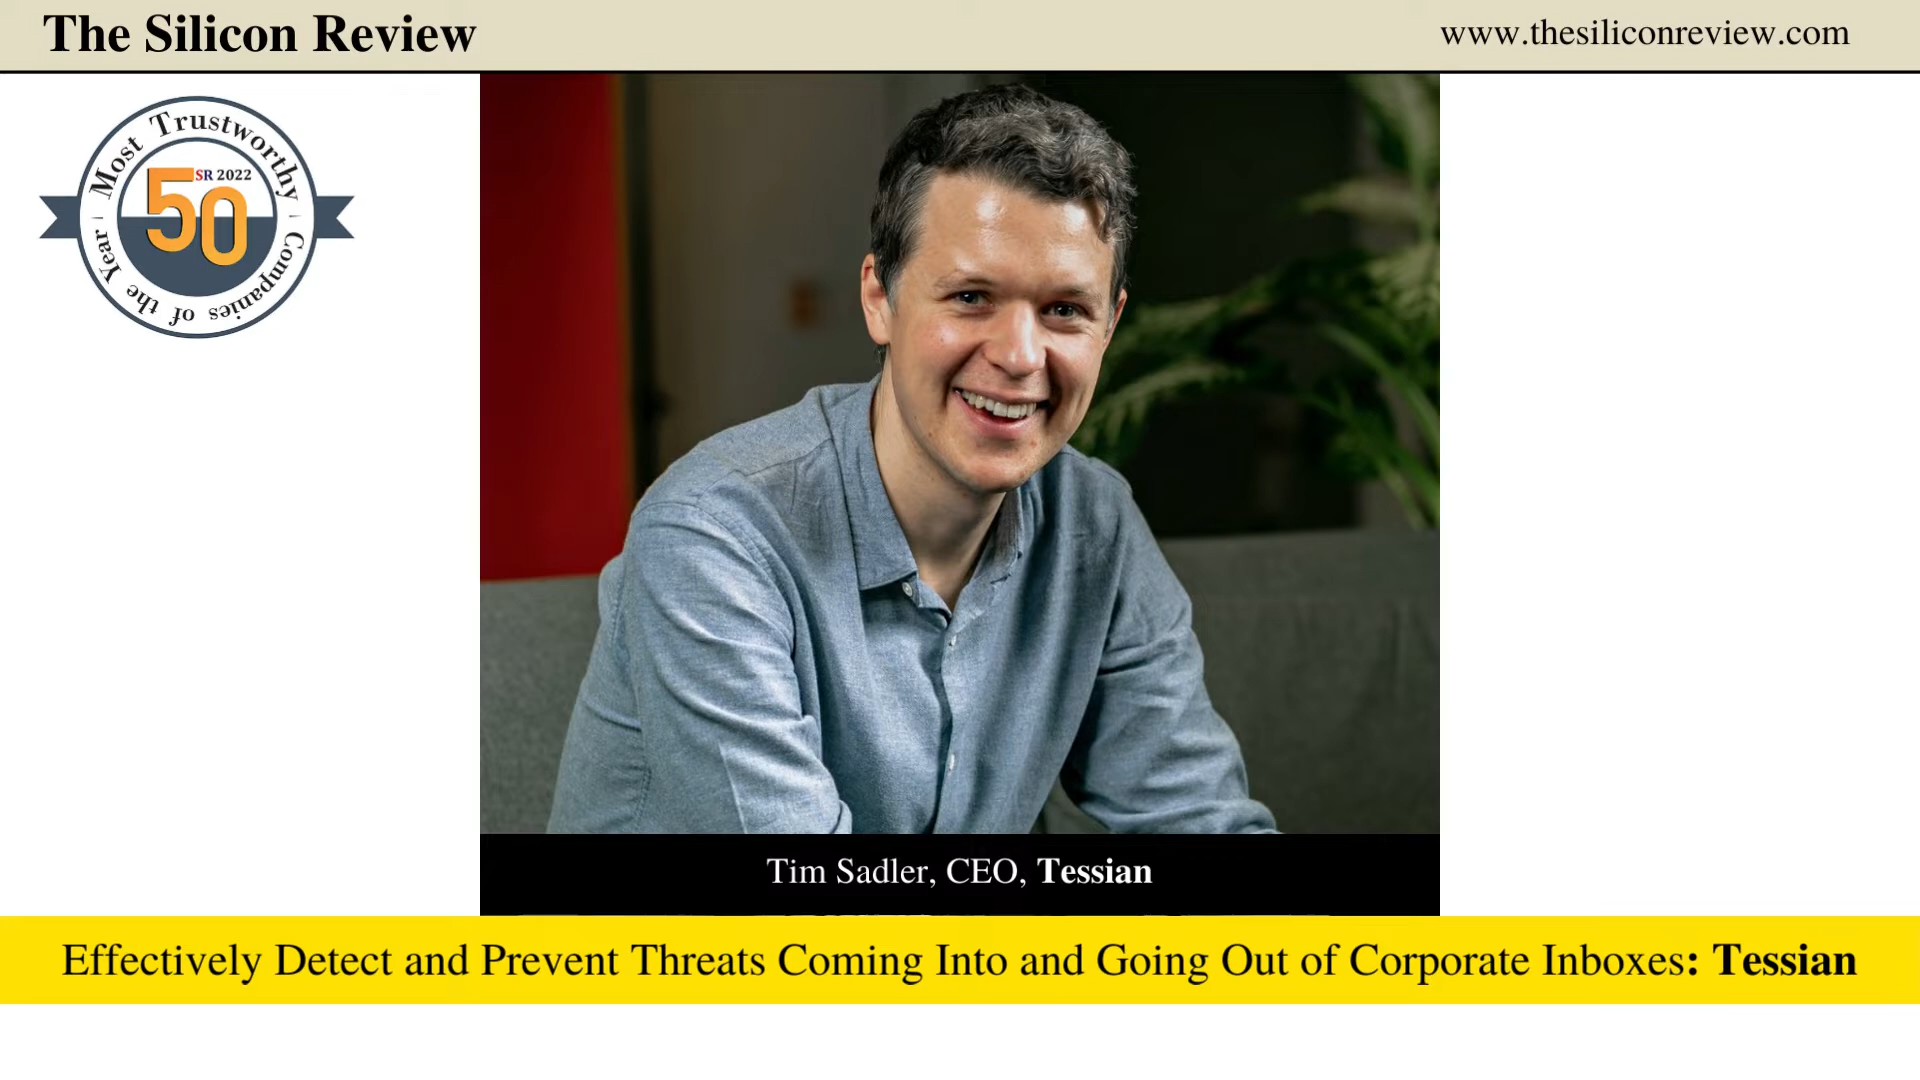 The Silicon Review
www.thesiliconreview.com
Most Trustworthy
Companies of the Year
SR 2022
50
Tim Sadler, CEO, Tessian
Effectively Detect and Prevent Threats Coming Into and Going Out of Corporate Inboxes: Tessian